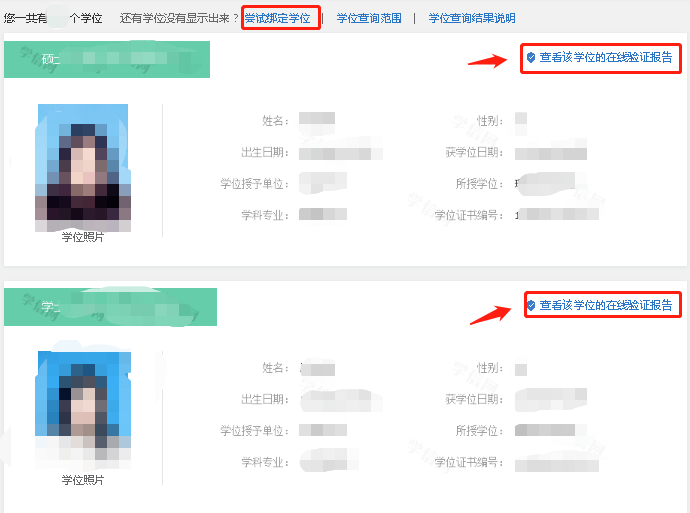 您一共有 个学位 还有学位没有显示出来？ 尝试绑定学位 | 学位查询范围 | 学位查询结果说明
硕士
查看该学位的在线验证报告
姓名： 性别：
出生日期： 获学位日期：
学位授予单位： 所授学位：
学科专业： 学位证书编号：
学位照片
学士
查看该学位的在线验证报告
姓名： 性别：
出生日期： 获学位日期：
学位授予单位： 所授学位：
学科专业： 学位证书编号：
学位照片
学信网